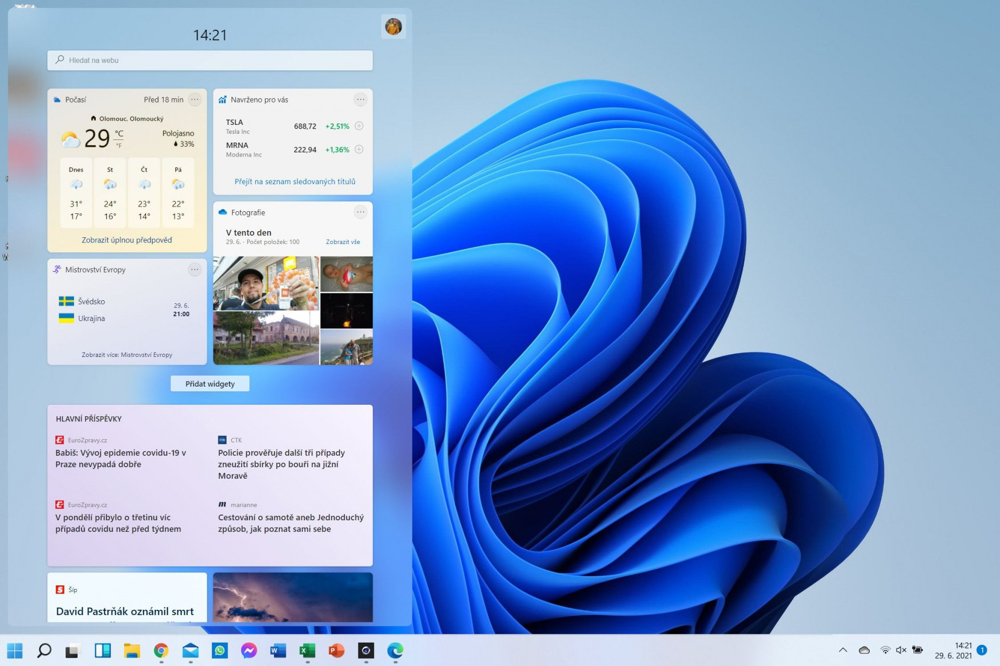 14:21
Hledat na webu
Počasí
Před 18 min
Olomouc, Olomoucký
29 °C
°F
Polojasno
33%
Dnes
St
Čt
Pá
31°
24°
23°
22°
17°
16°
14°
13°
Zobrazit úplnou předpověď
Navrženo pro vás
TSLA
Tesla Inc
688,72
+2,51%
MRNA
Moderna Inc
222,94
+1,36%
Přejít na seznam sledovaných titulů
Fotografie
V tento den
29. 6. · Počet položek: 100
Zobrazit vše
PRESS
Mistrovství Evropy
Švédsko
Ukrajina
29. 6.
21:00
Zobrazit více: Mistrovství Evropy
Přidat widgety
HLAVNÍ PŘÍSPĚVKY
EuroZpravy.cz
Babiš: Vývoj epidemie covidu-19 v
Praze nevypadá dobře
CTK
Policie prověřuje další tři případy
zneužití sbírky po bouři na jižní
Moravě
EuroZpravy.cz
V pondělí přibylo o třetinu víc
případů covidu než před týdnem
marianne
Cestování o samotě aneb Jednoduchý
způsob, jak poznat sami sebe
Šíp
David Pastrňák oznámil smrt
14:21
29. 6. 2021
1